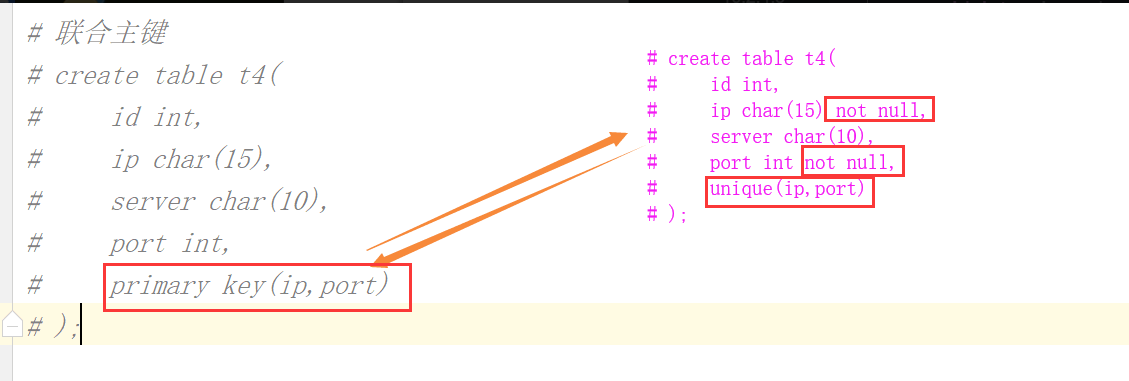 # 联合主键
# create table t4(
#     id int,
#     ip char(15),
#     server char(10),
#     port int,
#     primary key(ip,port)
# );
# create table t4(
#     id int,
#     ip char(15) not null,
#     server char(10),
#     port int not null,
#     unique(ip,port)
# );